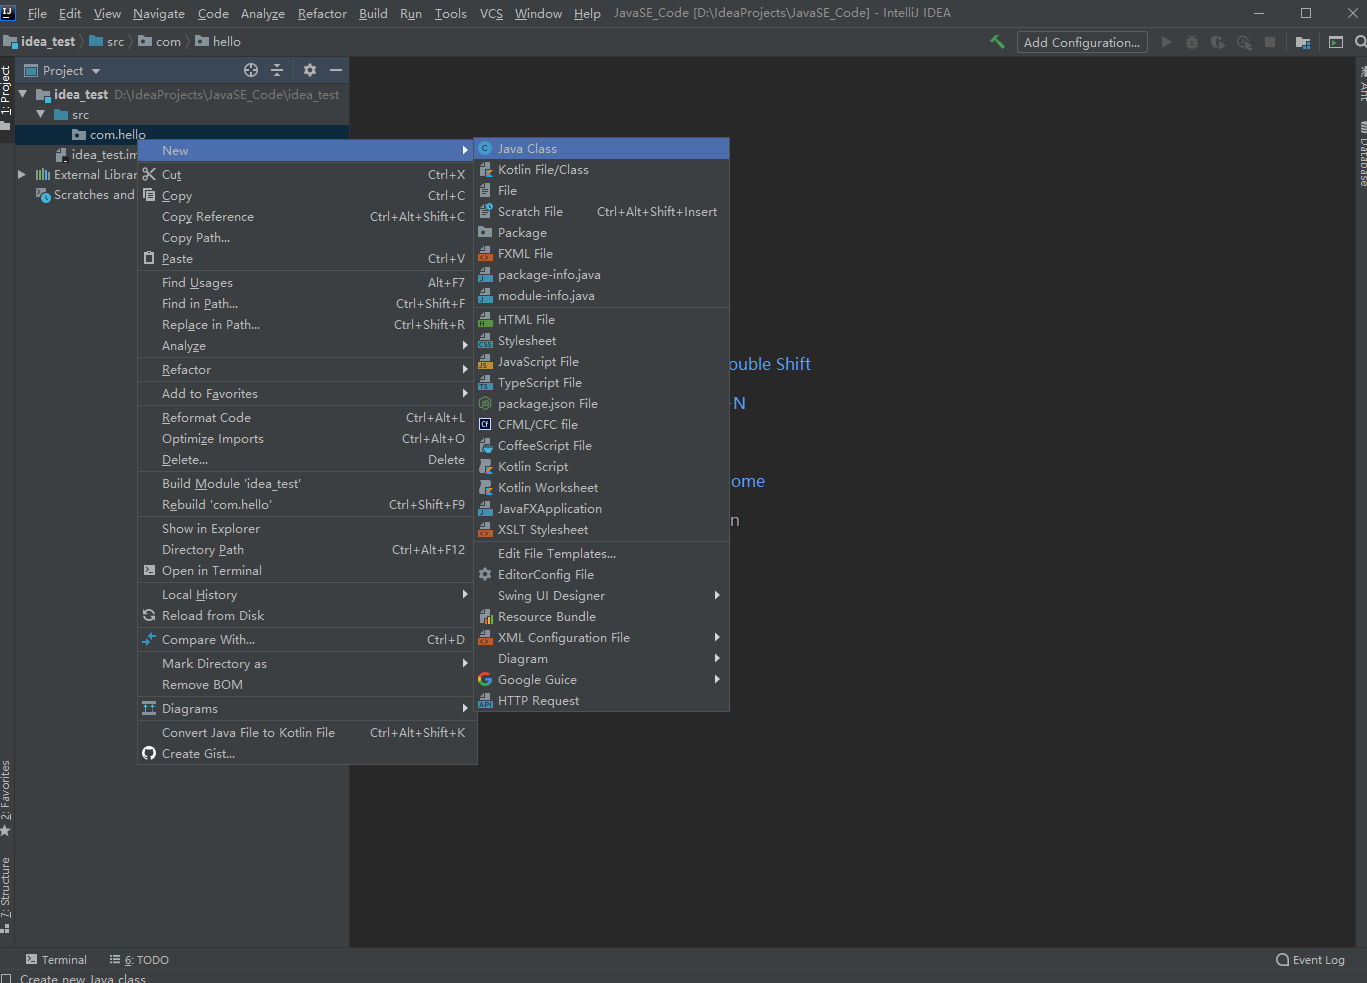 IJ File Edit View Navigate Code Analyze Refactor Build Run Tools VCS Window Help JavaSE_Code [D:\IdeaProjects\JavaSE_Code] - IntelliJ IDEA
idea_test src com hello Add Configuration...
1: Project
Project
idea_test D:\IdeaProjects\JavaSE_Code\idea_test
src
com.hello
idea_test.im
External Librar
Scratches and
New
Cut Ctrl+X
Copy Ctrl+C
Copy Reference Ctrl+Alt+Shift+C
Copy Path...
Paste Ctrl+V
Find Usages Alt+F7
Find in Path... Ctrl+Shift+F
Replace in Path... Ctrl+Shift+R
Analyze
Refactor
Add to Favorites
Reformat Code Ctrl+Alt+L
Optimize Imports Ctrl+Alt+O
Delete... Delete
Build Module 'idea_test'
Rebuild 'com.hello' Ctrl+Shift+F9
Show in Explorer
Directory Path Ctrl+Alt+F12
Open in Terminal
Local History
Reload from Disk
Compare With... Ctrl+D
Mark Directory as
Remove BOM
Diagrams
Convert Java File to Kotlin File Ctrl+Alt+Shift+K
Create Gist...
Java Class
Kotlin File/Class
File
Scratch File Ctrl+Alt+Shift+Insert
Package
FXML File
package-info.java
module-info.java
HTML File
Stylesheet
JavaScript File
TypeScript File
package.json File
CFML/CFC file
CoffeeScript File
Kotlin Script
Kotlin Worksheet
JavaFXApplication
XSLT Stylesheet
Edit File Templates...
EditorConfig File
Swing UI Designer
Resource Bundle
XML Configuration File
Diagram
Google Guice
HTTP Request
ouble Shift
N
ome
n
Ant
Database
2: Favorites
7: Structure
Terminal 6: TODO Event Log
Create new Java class